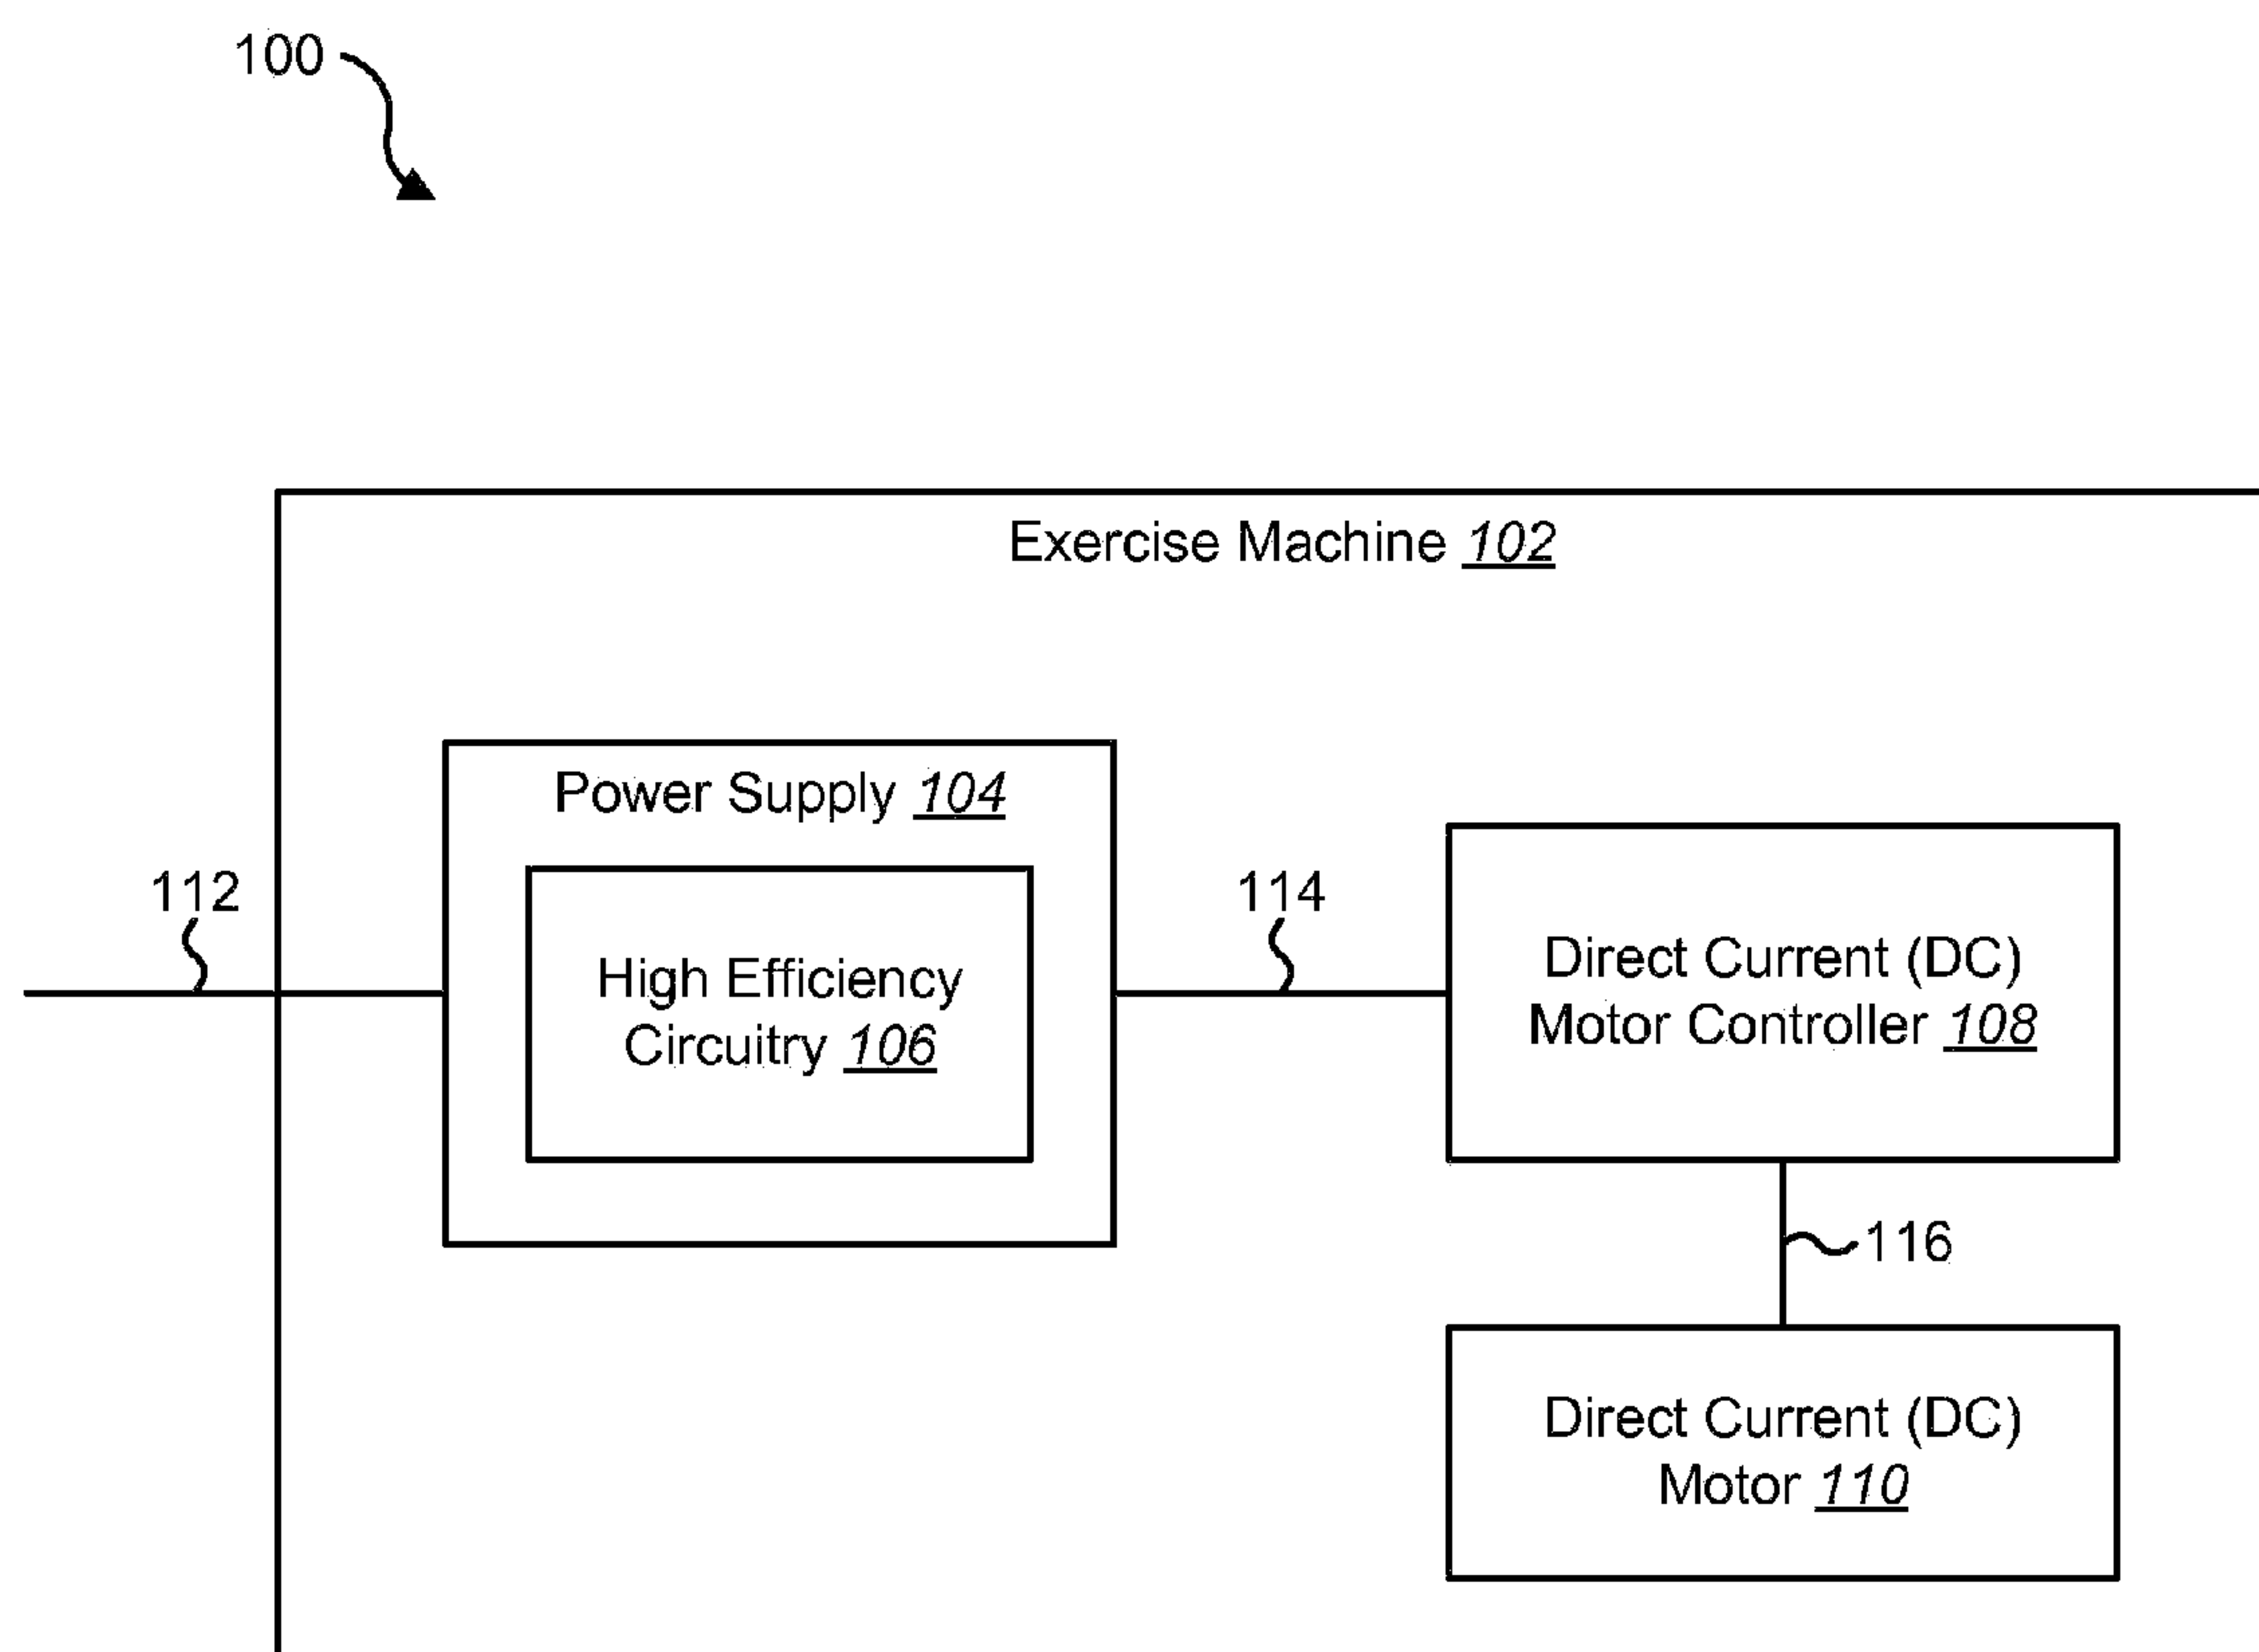 100
Exercise Machine 102
Power Supply 104
112
114
High Efficiency
Circuitry 106
Direct Current (DC)
Motor Controller 108
116
Direct Current (DC)
Motor 110